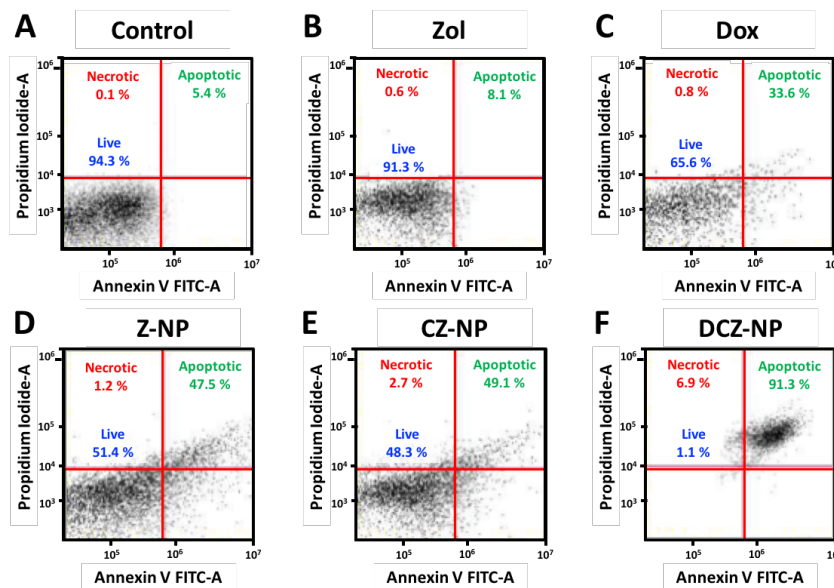 A
Control
Propidium Iodide-A
10⁶
10⁵
10⁴
10³
Necrotic
0.1 %
Apoptotic
5.4 %
Live
94.3 %
10⁵
10⁶
10⁷
Annexin V FITC-A
B
Zol
Propidium Iodide-A
10⁶
10⁵
10⁴
10³
Necrotic
0.6 %
Apoptotic
8.1 %
Live
91.3 %
10⁵
10⁶
10⁷
Annexin V FITC-A
C
Dox
Propidium Iodide-A
10⁶
10⁵
10⁴
10³
Necrotic
0.8 %
Apoptotic
33.6 %
Live
65.6 %
10⁵
10⁶
10⁷
Annexin V FITC-A
D
Z-NP
Propidium Iodide-A
10⁶
10⁵
10⁴
10³
Necrotic
1.2 %
Apoptotic
47.5 %
Live
51.4 %
10⁵
10⁶
10⁷
Annexin V FITC-A
E
CZ-NP
Propidium Iodide-A
10⁶
10⁵
10⁴
10³
Necrotic
2.7 %
Apoptotic
49.1 %
Live
48.3 %
10⁵
10⁶
10⁷
Annexin V FITC-A
F
DCZ-NP
Propidium Iodide-A
10⁶
10⁵
10⁴
10³
Necrotic
6.9 %
Apoptotic
91.3 %
Live
1.1 %
10⁵
10⁶
10⁷
Annexin V FITC-A